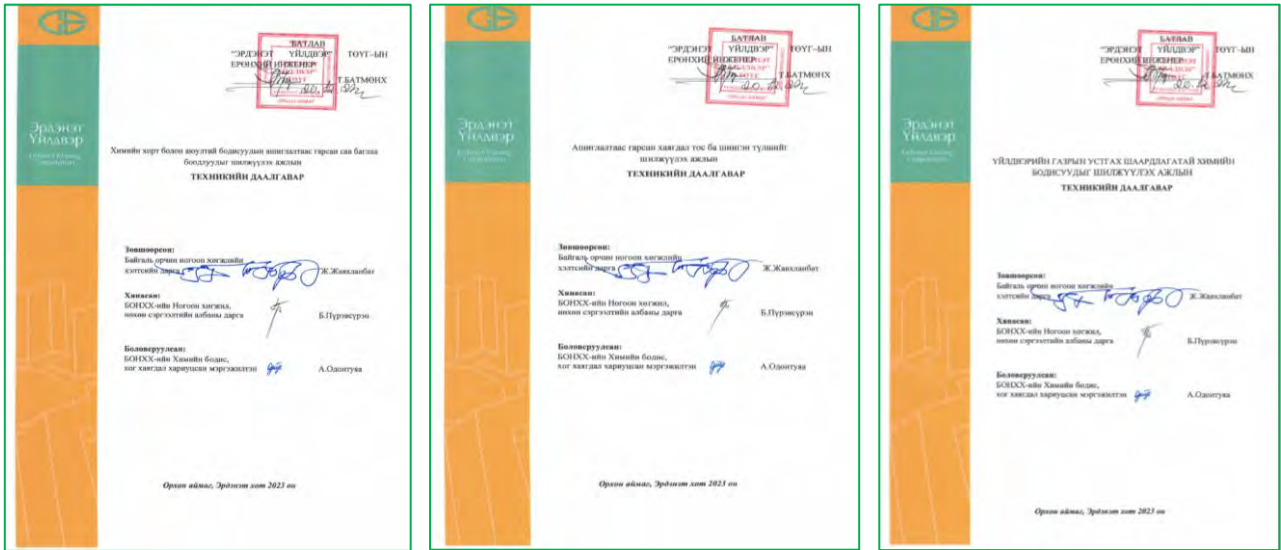 БАТЛАВ
"ЭРДЭНЭТ ҮЙЛДВЭР" ТӨҮГ-ЫН
ЕРӨНХИЙ ИНЖЕНЕР
Т.БАТМӨНХ
Эрдэнэт
Үйлдвэр
Химийн хорт болон аюултай бодисуудын ашиглалтаас гарсан сав баглаа
боодлуудыг шилжүүлэх ажлын
ТЕХНИКИЙН ДААЛГАВАР
Зөвшөөрсөн:
Байгаль орчин ногоон хөгжлийн
хэлтсийн дарга Ж.Жанхланбат
Хянасан:
БОНХХ-ийн Ногоон хөгжил,
нөхөн сэргээлтийн албаны дарга Б.Пүрэвсүрэн
Боловсруулсан:
БОНХХ-ийн Химийн бодис,
хог хаягдал хариуцсан мэргэжилтэн А.Одонтуяа
Орхон аймаг, Эрдэнэт хот 2023 он
БАТЛАВ
"ЭРДЭНЭТ ҮЙЛДВЭР" ТӨҮГ-ЫН
ЕРӨНХИЙ ИНЖЕНЕР
Т.БАТМӨНХ
Эрдэнэт
Үйлдвэр
Ашиглалтаас гарсан хаягдал тос ба шингэн түлшийг
шилжүүлэх ажлын
ТЕХНИКИЙН ДААЛГАВАР
Зөвшөөрсөн:
Байгаль орчин ногоон хөгжлийн
хэлтсийн дарга Ж.Жанхланбат
Хянасан:
БОНХХ-ийн Ногоон хөгжил,
нөхөн сэргээлтийн албаны дарга Б.Пүрэвсүрэн
Боловсруулсан:
БОНХХ-ийн Химийн бодис,
хог хаягдал хариуцсан мэргэжилтэн А.Одонтуяа
Орхон аймаг, Эрдэнэт хот 2023 он
БАТЛАВ
"ЭРДЭНЭТ ҮЙЛДВЭР" ТӨҮГ-ЫН
ЕРӨНХИЙ ИНЖЕНЕР
Т.БАТМӨНХ
Эрдэнэт
Үйлдвэр
ҮЙЛДВЭРИЙН ГАЗРЫН УСТГАХ ШААРДЛАГАТАЙ ХИМИЙН
БОДИСУУДЫГ ШИЛЖҮҮЛЭХ АЖЛЫН
ТЕХНИКИЙН ДААЛГАВАР
Зөвшөөрсөн:
Байгаль орчин ногоон хөгжлийн
хэлтсийн дарга Ж.Жанхланбат
Хянасан:
БОНХХ-ийн Ногоон хөгжил,
нөхөн сэргээлтийн албаны дарга Б.Пүрэвсүрэн
Боловсруулсан:
БОНХХ-ийн Химийн бодис,
хог хаягдал хариуцсан мэргэжилтэн А.Одонтуяа
Орхон аймаг, Эрдэнэт хот 2023 он